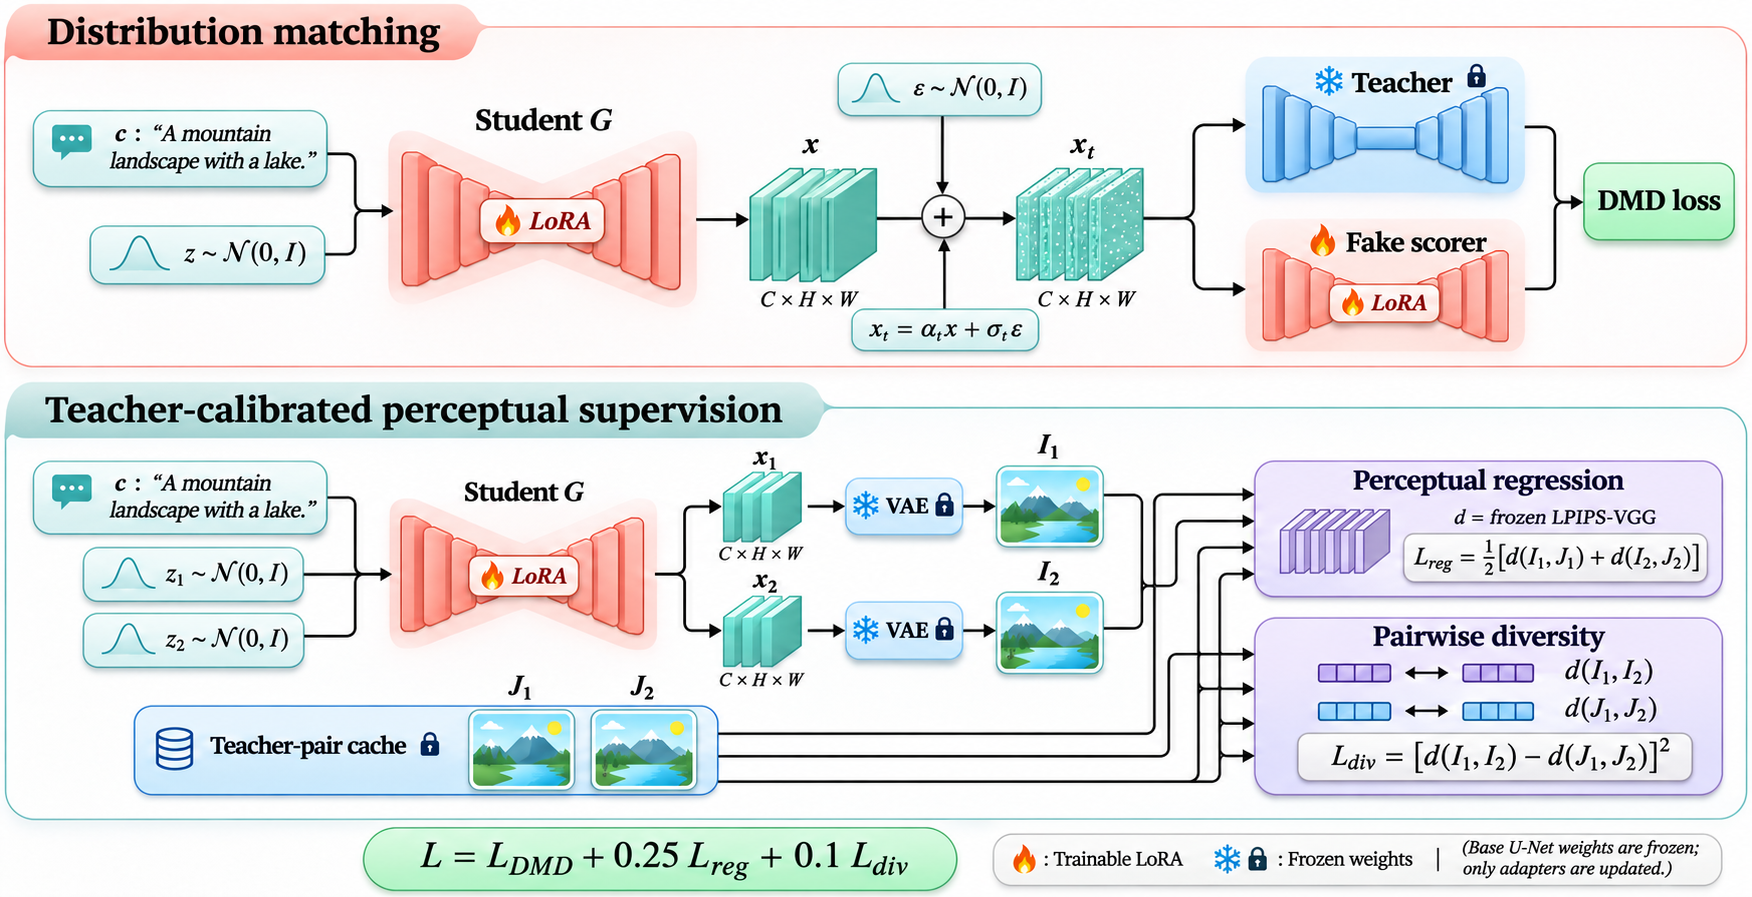 Distribution matching
c : “A mountain
landscape with a lake.”
z ~ 𝒩(0, I)
Student G
LoRA
x
C × H × W
ε ~ 𝒩(0, I)
x_t = α_t x + σ_t ε
x_t
C × H × W
Teacher
Fake scorer
LoRA
DMD loss
Teacher-calibrated perceptual supervision
c : “A mountain
landscape with a lake.”
z₁ ~ 𝒩(0, I)
z₂ ~ 𝒩(0, I)
Student G
LoRA
x₁
C × H × W
x₂
C × H × W
VAE
VAE
I₁
I₂
Teacher-pair cache
J₁
J₂
Perceptual regression
d = frozen LPIPS-VGG
L_reg = ½[d(I₁, J₁) + d(I₂, J₂)]
Pairwise diversity
d(I₁, I₂)
d(J₁, J₂)
L_div = [d(I₁, I₂) − d(J₁, J₂)]²
L = L_DMD + 0.25 L_reg + 0.1 L_div
: Trainable LoRA
: Frozen weights
(Base U-Net weights are frozen;
only adapters are updated.)